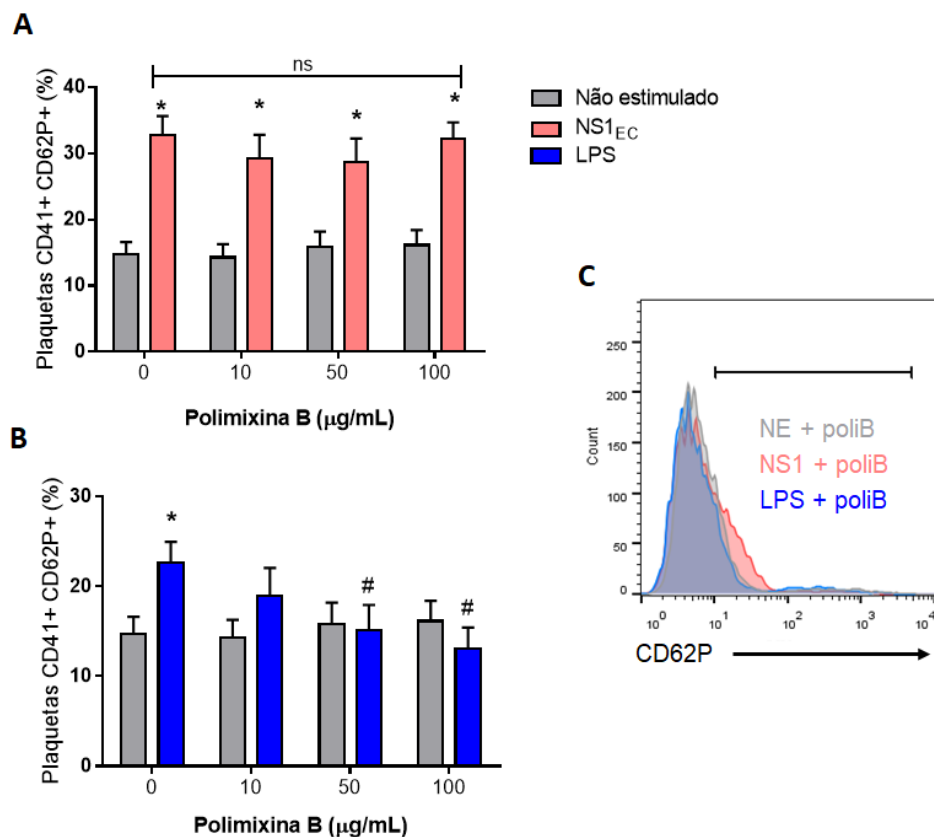 A
ns
Plaquetas CD41+ CD62P+ (%)
40
30
20
10
0
* * * *
0 10 50 100
Polimixina B (µg/mL)
Não estimulado
NS1EC
LPS
B
Plaquetas CD41+ CD62P+ (%)
30
20
10
0
* # #
0 10 50 100
Polimixina B (µg/mL)
C
Count
250
200
150
100
50
0
NE + poliB
NS1 + poliB
LPS + poliB
10⁰ 10¹ 10² 10³ 10⁴
CD62P